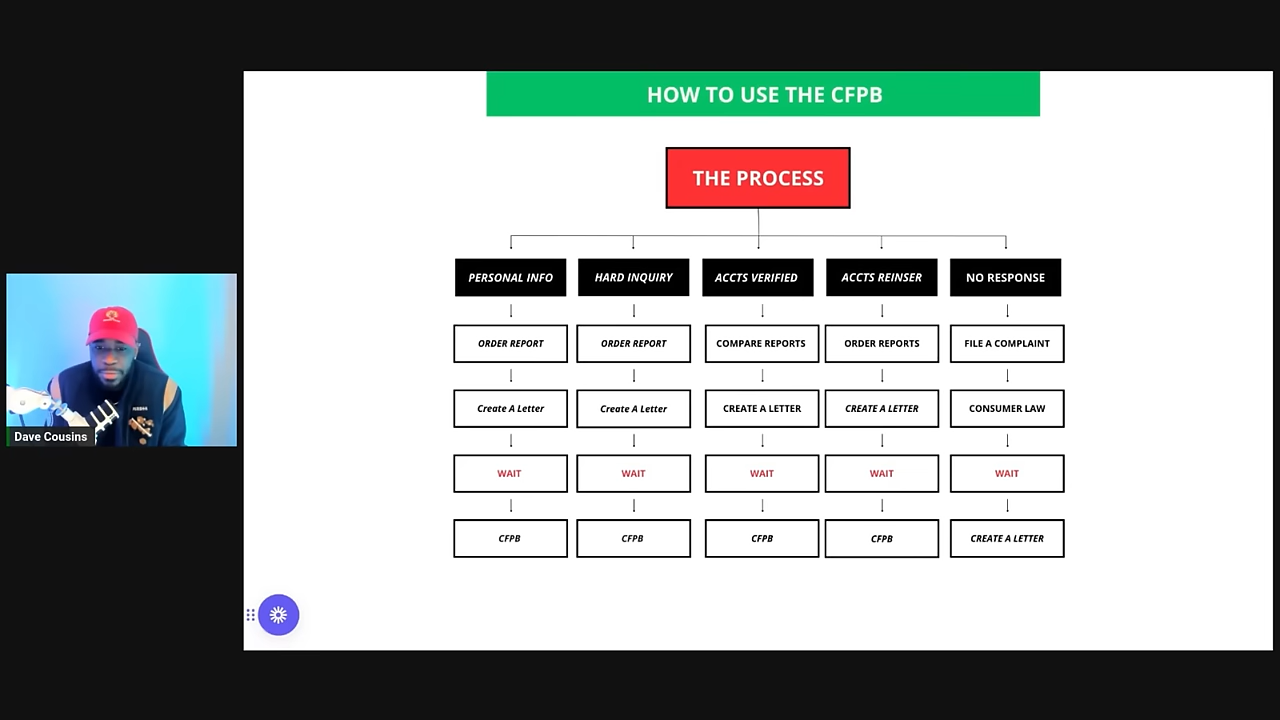 HOW TO USE THE CFPB
THE PROCESS
PERSONAL INFO
HARD INQUIRY
ACCTS VERIFIED
ACCTS REINSER
NO RESPONSE
ORDER REPORT
ORDER REPORT
COMPARE REPORTS
ORDER REPORTS
FILE A COMPLAINT
Create A Letter
Create A Letter
CREATE A LETTER
CREATE A LETTER
CONSUMER LAW
WAIT
WAIT
WAIT
WAIT
WAIT
CFPB
CFPB
CFPB
CFPB
CREATE A LETTER
Dave Cousins